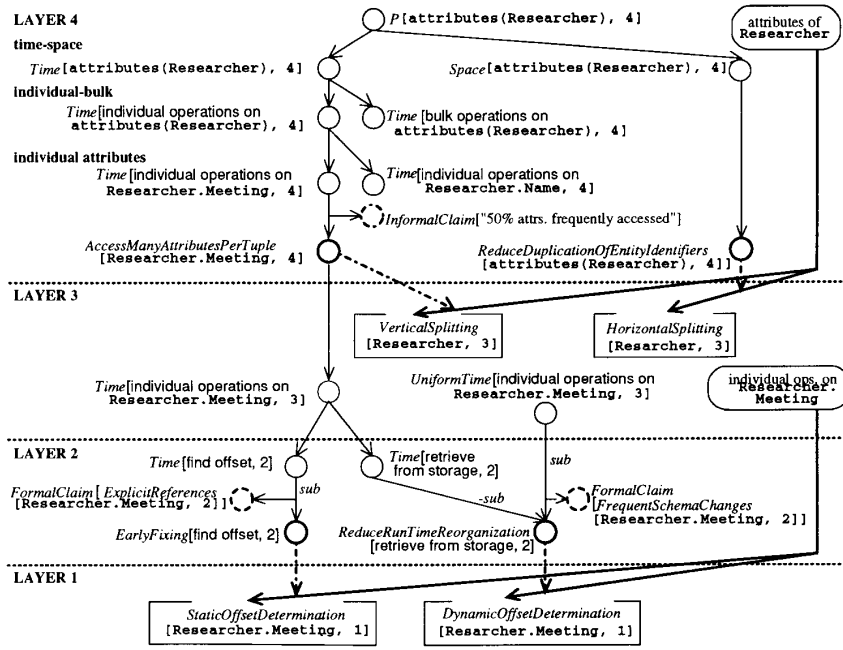 LAYER 4
P[attributes(Researcher), 4]
attributes of
Researcher
time-space
Time[attributes(Researcher), 4]
Space[attributes(Researcher), 4]
individual-bulk
Time[individual operations on
attributes(Researcher), 4]
Time [bulk operations on
attributes(Researcher), 4]
individual attributes
Time[individual operations on
Researcher.Meeting, 4]
Time[individual operations on
Researcher.Name, 4]
InformalClaim["50% attrs. frequently accessed"}
AccessManyAttributesPerTuple
[Researcher.Meeting, 4]
ReduceDuplicationOfEntityIdentifiers
[attributes(Researcher), 4]]
LAYER 3
VerticalSplitting
[Researcher, 3]
HorizontalSplitting
[Resarcher, 3]
Time[individual operations on
Researcher.Meeting, 3]
UniformTime[individual operations on
Researcher.Meeting, 3]
individual ops. on
Researcher.
Meeting
LAYER 2
Time[find offset, 2]
Time[retrieve
from storage, 2]
sub
sub
-sub
FormalClaim [ExplicitReferences
[Researcher.Meeting, 2]]
FormalClaim
[FrequentSchemaChanges
[Researcher.Meeting, 2]]
EarlyFixing[find offset, 2]
ReduceRunTimeReorganization
[retrieve from storage, 2]
LAYER 1
StaticOffsetDetermination
[Researcher.Meeting, 1]
DynamicOffsetDetermination
[Researcher.Meeting, 1]